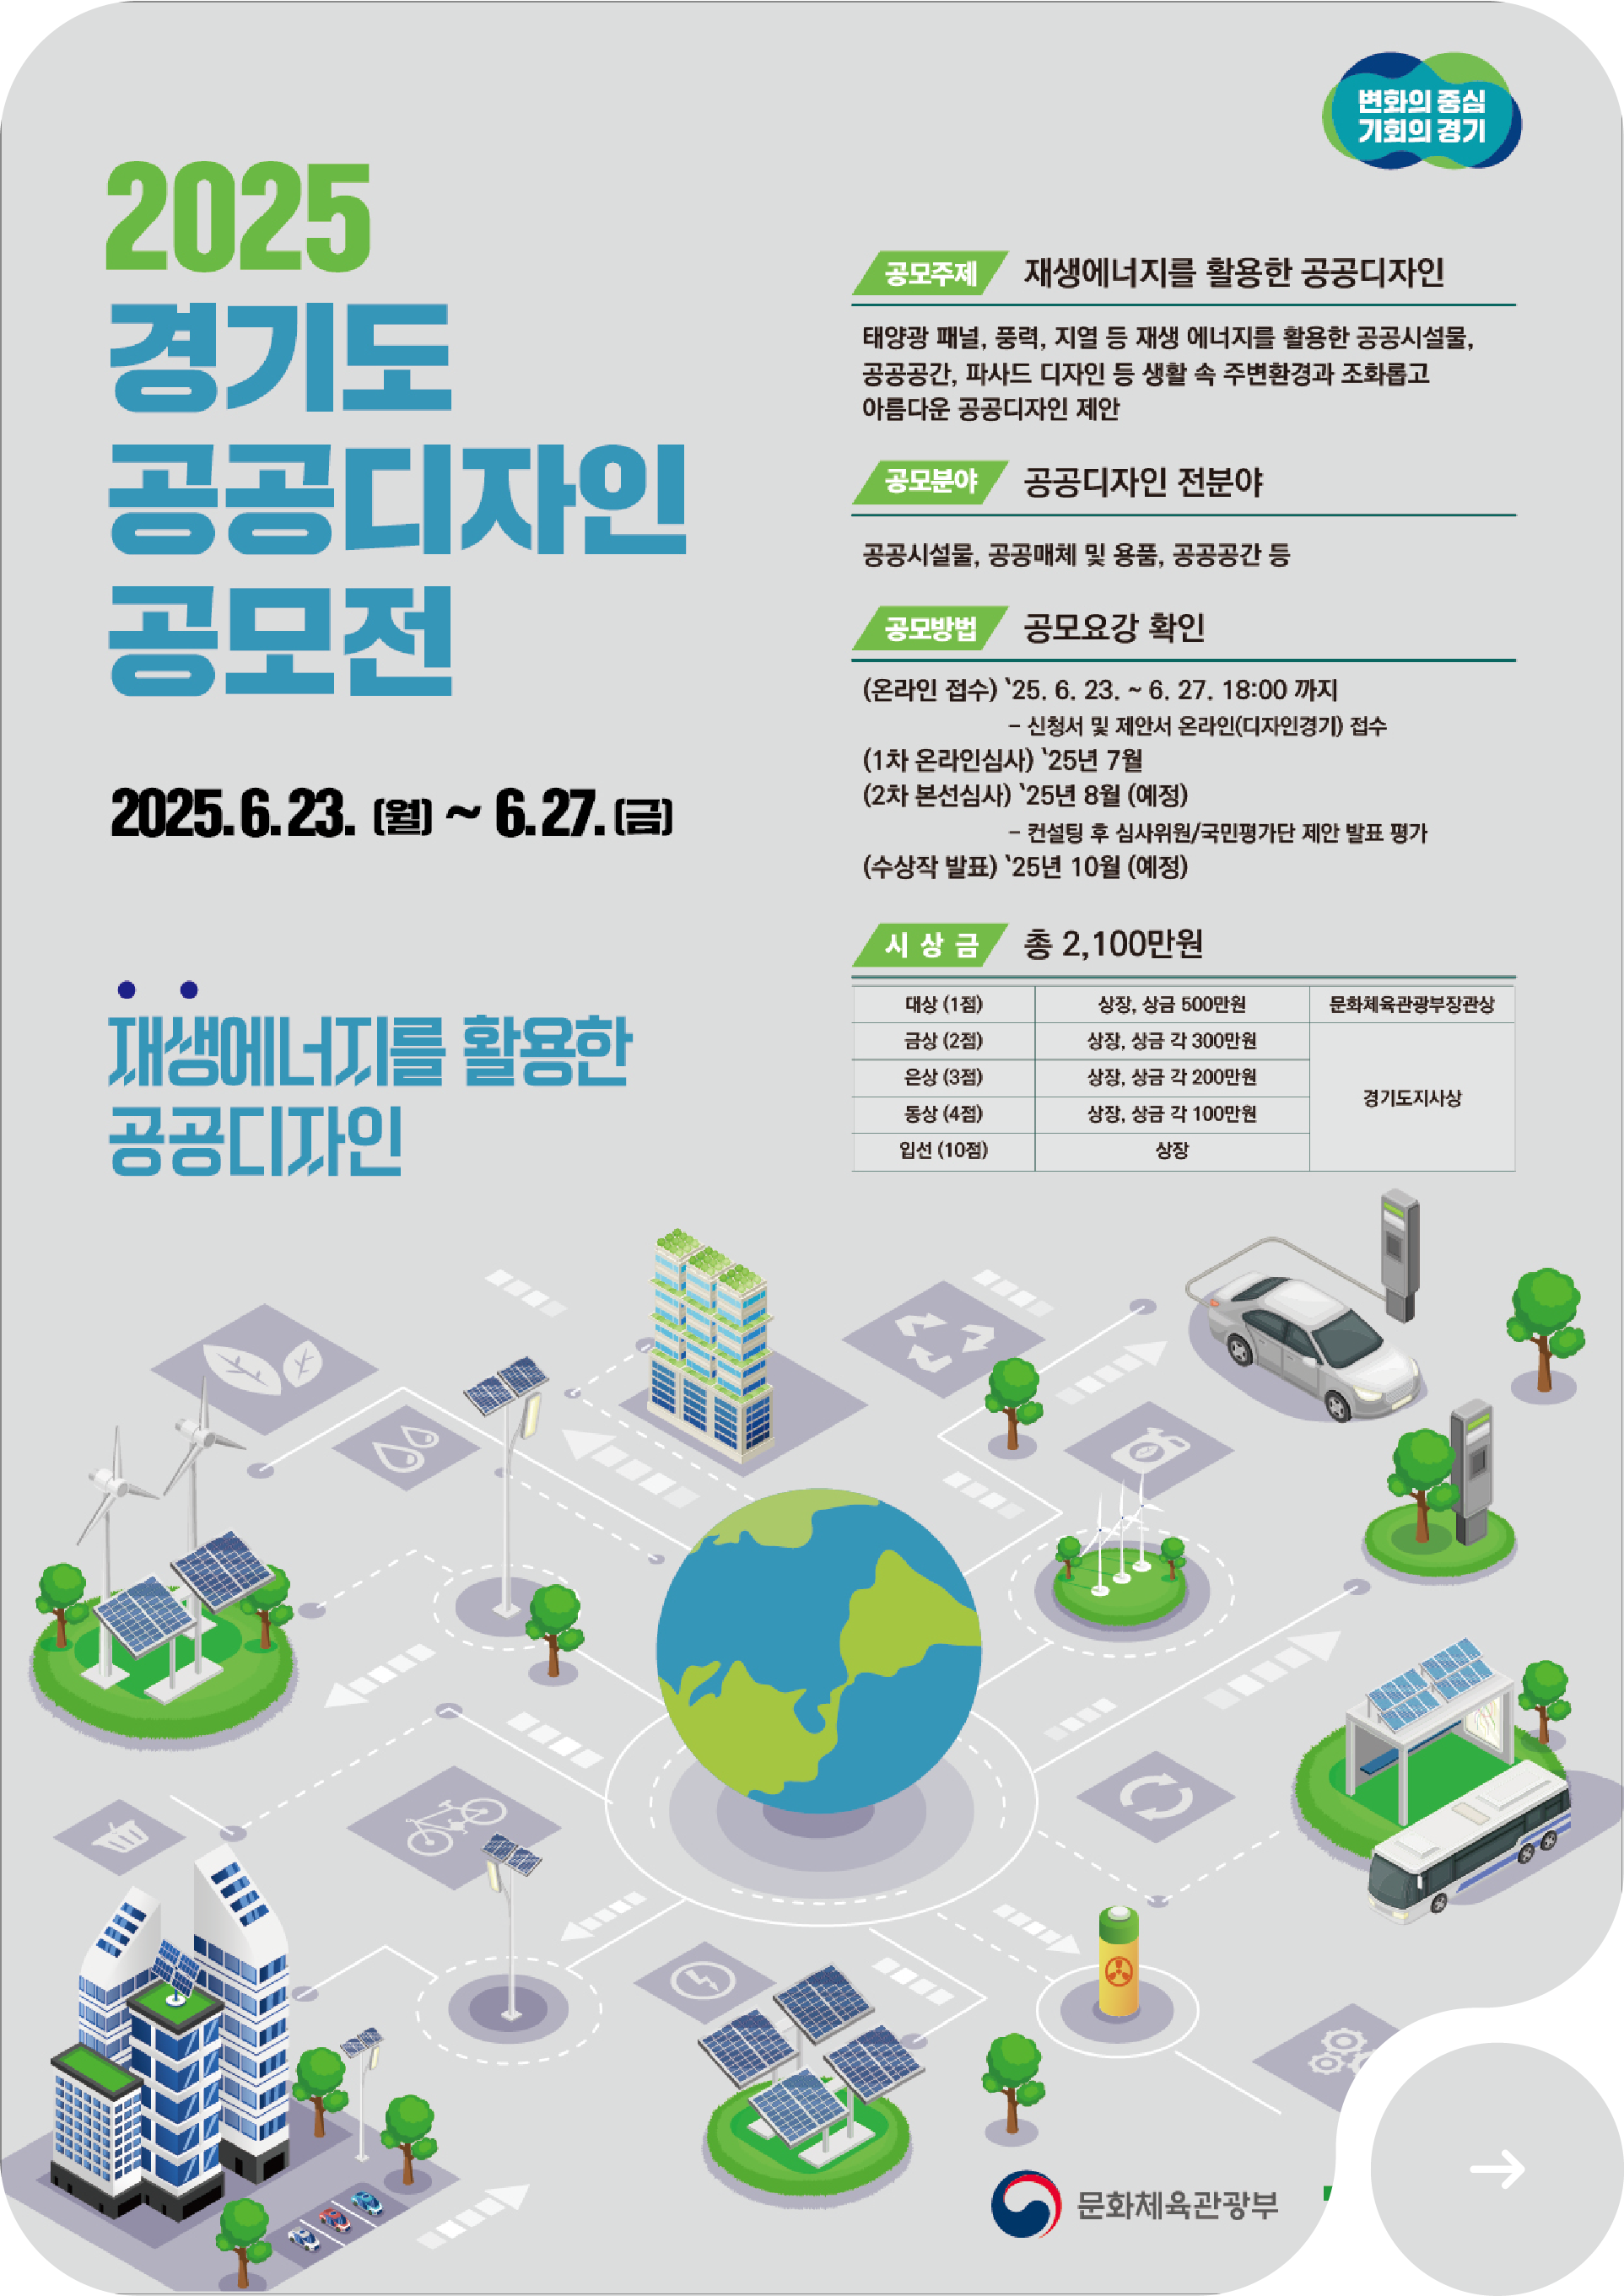 변화의 중심
기회의 경기
2025
경기도
공공디자인
공모전
2025. 6. 23. (월) ~ 6. 27. (금)
재생에너지를 활용한
공공디자인
공모주제 재생에너지를 활용한 공공디자인
태양광 패널, 풍력, 지열 등 재생 에너지를 활용한 공공시설물,
공공공간, 파사드 디자인 등 생활 속 주변환경과 조화롭고
아름다운 공공디자인 제안
공모분야 공공디자인 전분야
공공시설물, 공공매체 및 용품, 공공공간 등
공모방법 공모요강 확인
(온라인 접수) ‵25. 6. 23. ~ 6. 27. 18:00 까지
- 신청서 및 제안서 온라인(디자인경기) 접수
(1차 온라인심사) ‵25년 7월
(2차 본선심사) ‵25년 8월 (예정)
- 컨설팅 후 심사위원/국민평가단 제안 발표 평가
(수상작 발표) ‵25년 10월 (예정)
시 상 금 총 2,100만원
대상 (1점) 상장, 상금 500만원 문화체육관광부장관상
금상 (2점) 상장, 상금 각 300만원
은상 (3점) 상장, 상금 각 200만원
경기도지사상
동상 (4점) 상장, 상금 각 100만원
입선 (10점) 상장
문화체육관광부